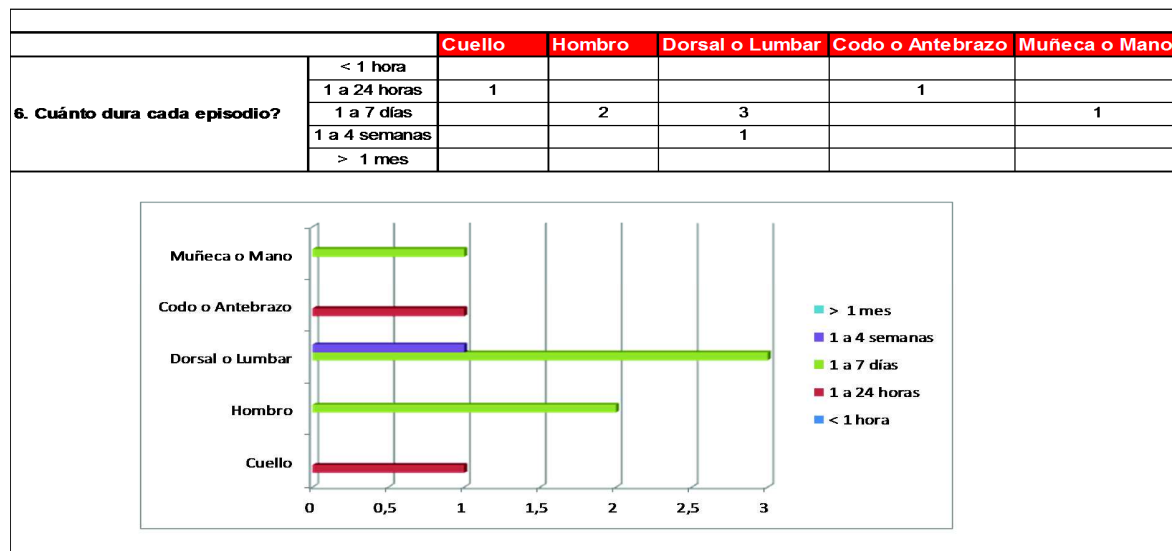 Cuello Hombro Dorsal o Lumbar Codo o Antebrazo Muñeca o Mano
6. Cuánto dura cada episodio?
< 1 hora
1 a 24 horas 1 1
1 a 7 días 2 3 1
1 a 4 semanas 1
> 1 mes
Muñeca o Mano
Codo o Antebrazo
Dorsal o Lumbar
Hombro
Cuello
0 0,5 1 1,5 2 2,5 3
> 1 mes
1 a 4 semanas
1 a 7 días
1 a 24 horas
< 1 hora